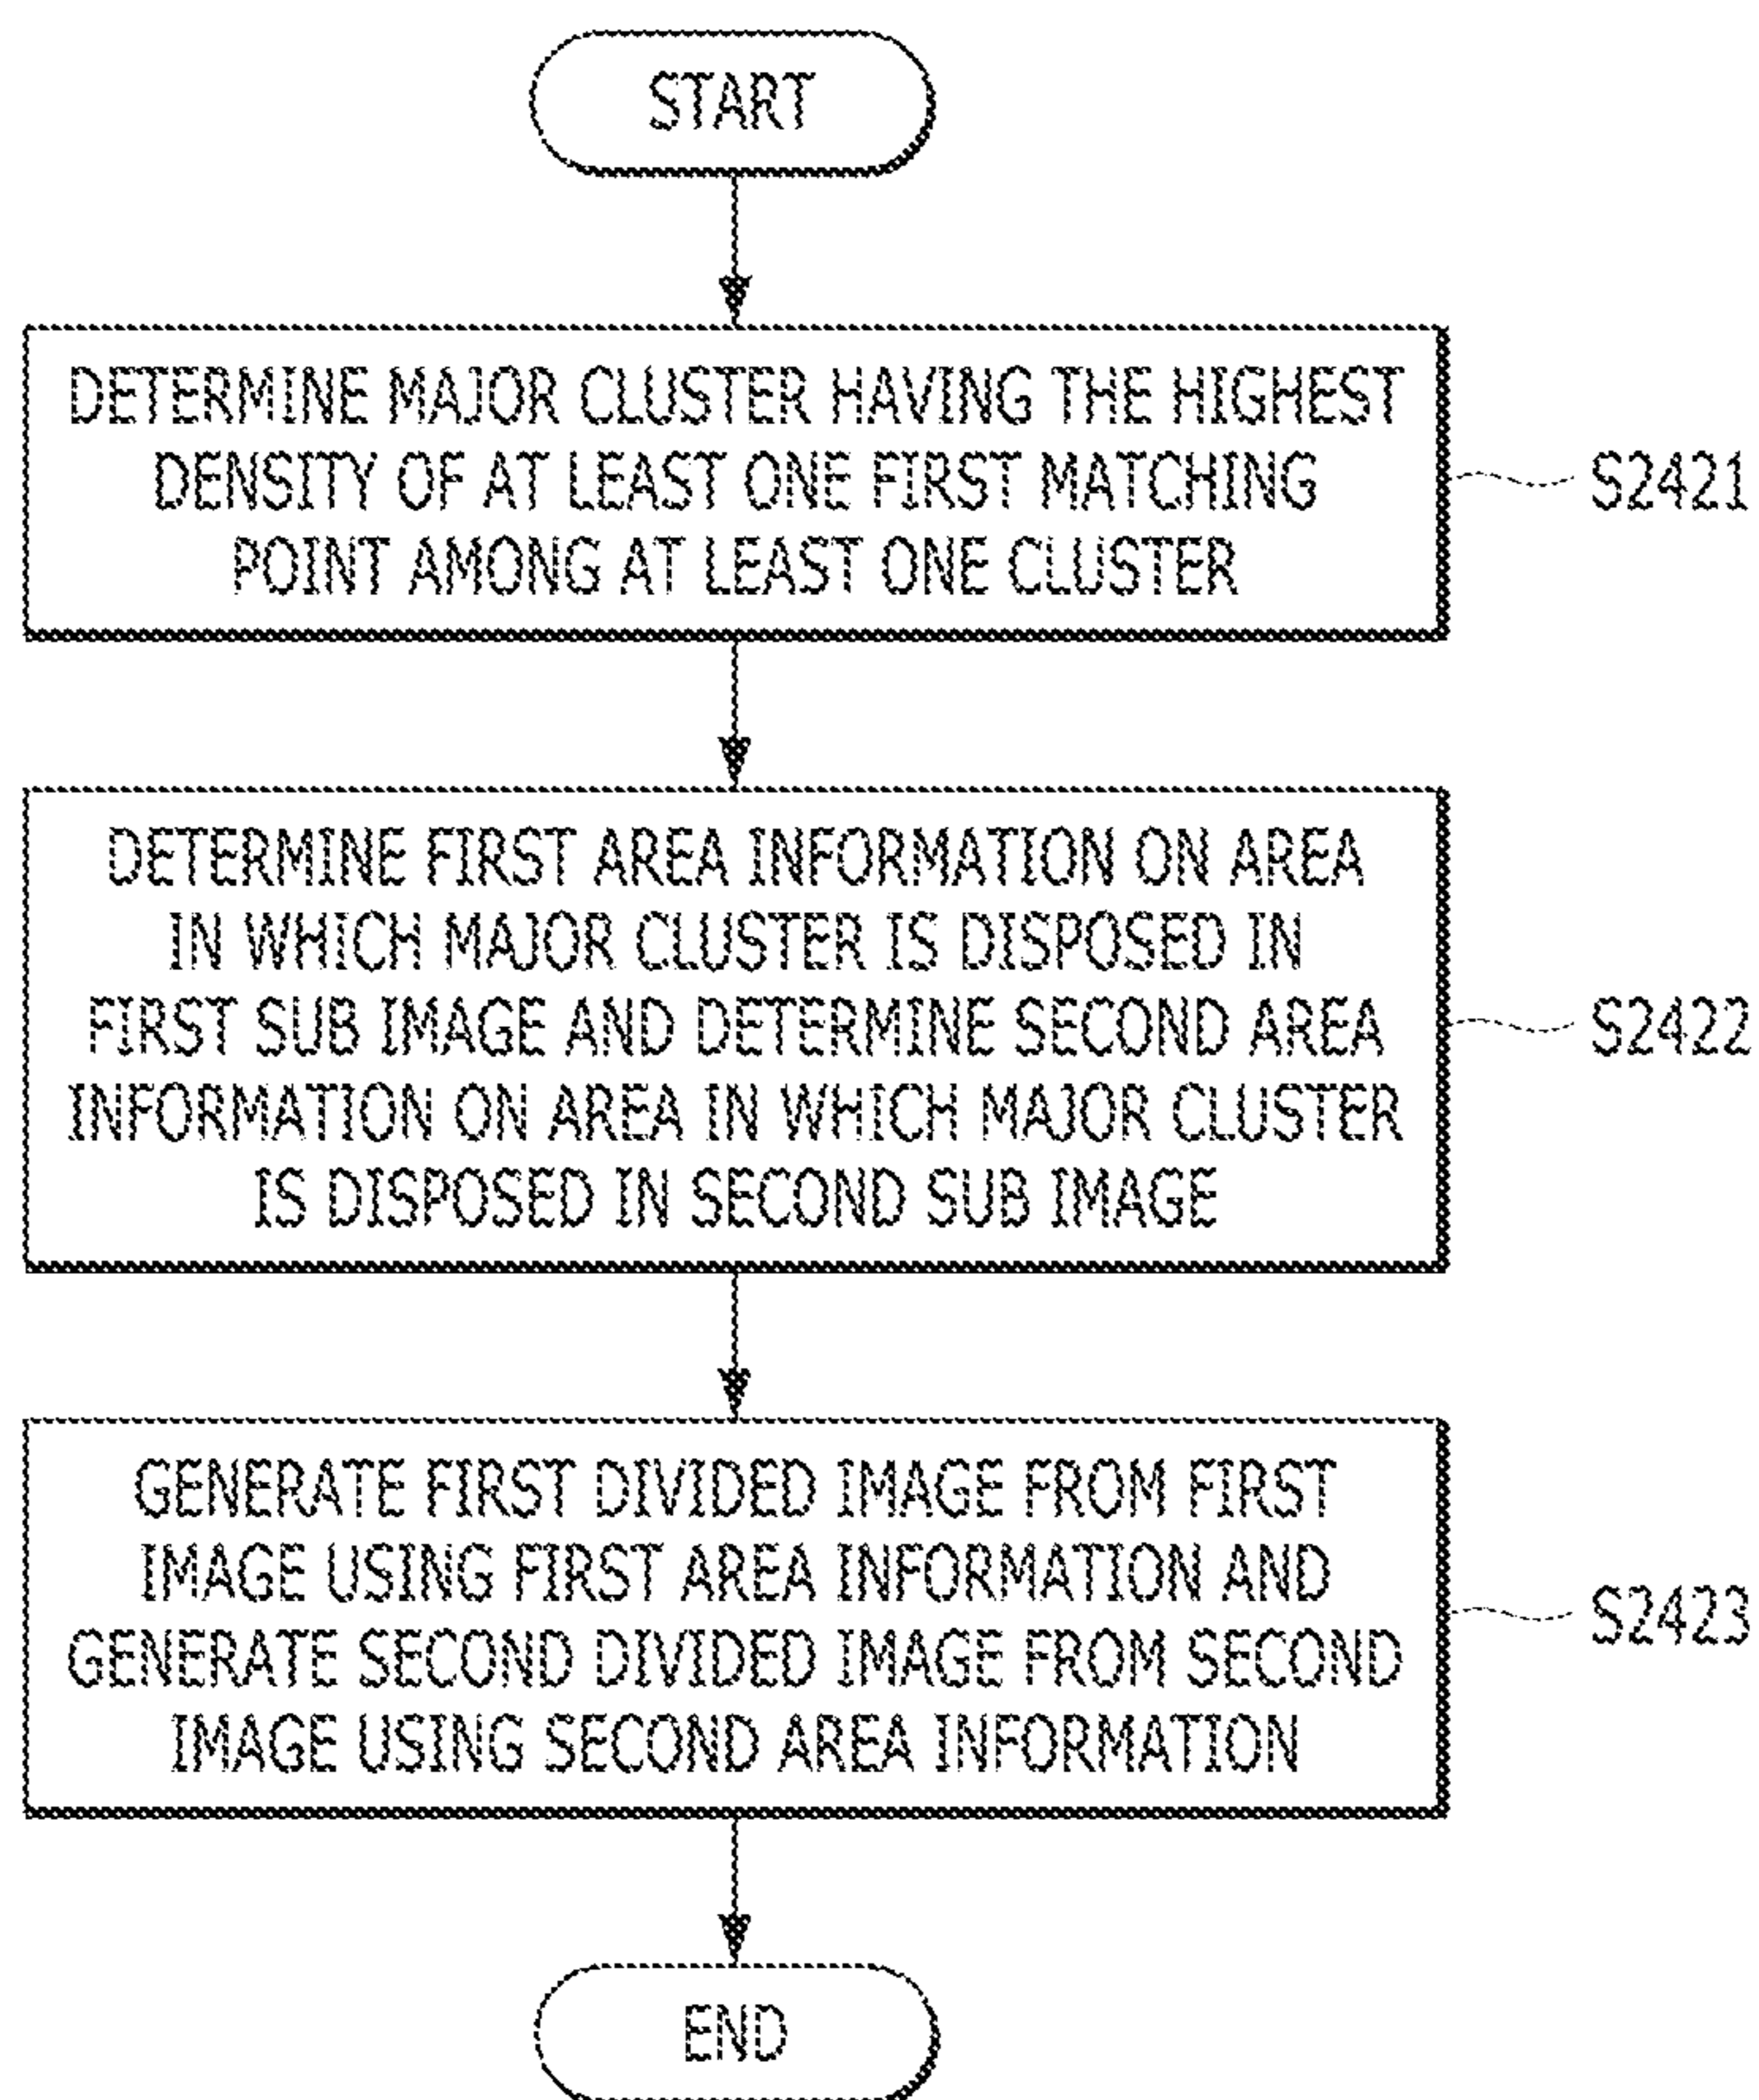 START
DETERMINE MAJOR CLUSTER HAVING THE HIGHEST
DENSITY OF AT LEAST ONE FIRST MATCHING
POINT AMONG AT LEAST ONE CLUSTER
S2421
DETERMINE FIRST AREA INFORMATION ON AREA
IN WHICH MAJOR CLUSTER IS DISPOSED IN
FIRST SUB IMAGE AND DETERMINE SECOND AREA
INFORMATION ON AREA IN WHICH MAJOR CLUSTER
IS DISPOSED IN SECOND SUB IMAGE
S2422
GENERATE FIRST DIVIDED IMAGE FROM FIRST
IMAGE USING FIRST AREA INFORMATION AND
GENERATE SECOND DIVIDED IMAGE FROM SECOND
IMAGE USING SECOND AREA INFORMATION
S2423
END